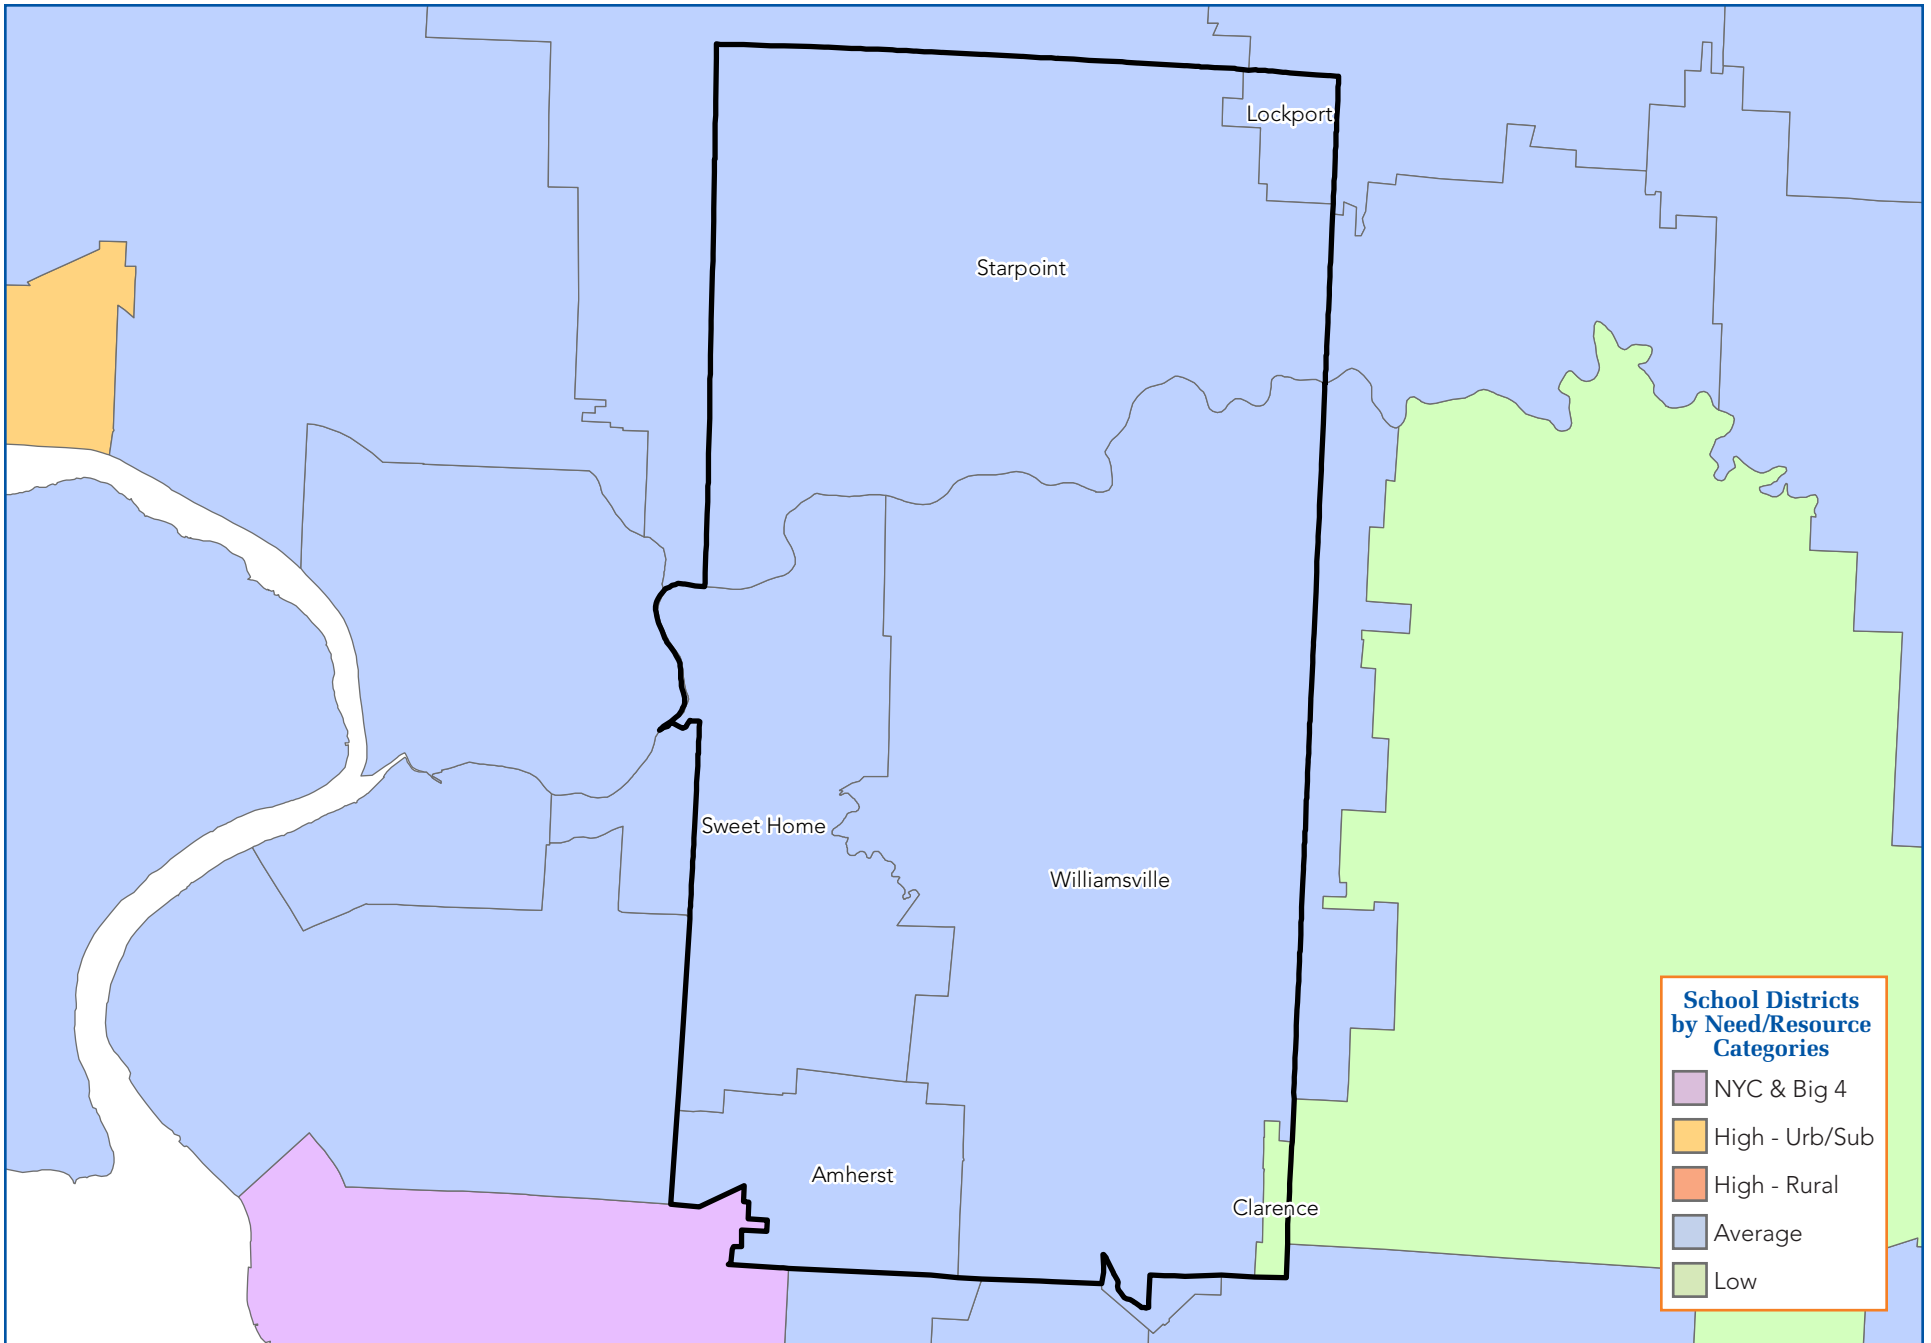 Lockport
Starpoint
Sweet Home
Williamsville
Amherst
Clarence
School Districts
by Need/Resource
Categories
NYC & Big 4
High - Urb/Sub
High - Rural
Average
Low